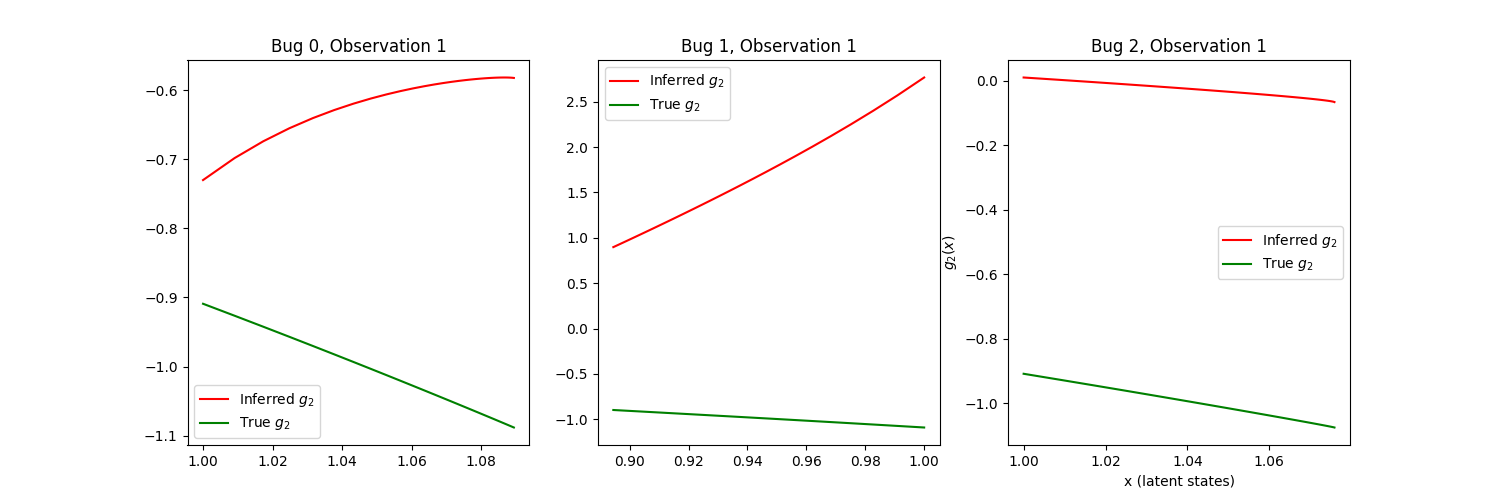 Bug 0, Observation 1
−0.6
−0.7
−0.8
−0.9
−1.0
−1.1
Inferred g₂
True g₂
1.00 1.02 1.04 1.06 1.08
Bug 1, Observation 1
Inferred g₂
True g₂
2.5
2.0
1.5
1.0
0.5
0.0
−0.5
−1.0
0.90 0.92 0.94 0.96 0.98 1.00
Bug 2, Observation 1
g₂(x)
0.0
−0.2
−0.4
−0.6
−0.8
−1.0
Inferred g₂
True g₂
1.00 1.02 1.04 1.06
x (latent states)